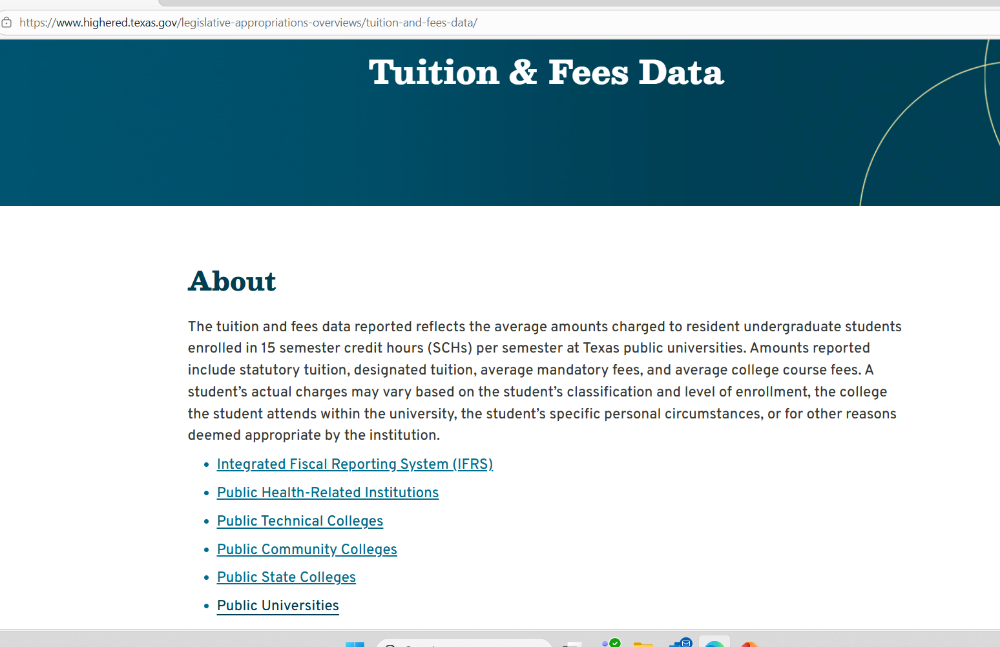 https://www.highered.texas.gov/legislative-appropriations-overviews/tuition-and-fees-data/
Tuition & Fees Data
About
The tuition and fees data reported reflects the average amounts charged to resident undergraduate students
enrolled in 15 semester credit hours (SCHs) per semester at Texas public universities. Amounts reported
include statutory tuition, designated tuition, average mandatory fees, and average college course fees. A
student’s actual charges may vary based on the student’s classification and level of enrollment, the college
the student attends within the university, the student’s specific personal circumstances, or for other reasons
deemed appropriate by the institution.
• Integrated Fiscal Reporting System (IFRS)
• Public Health-Related Institutions
• Public Technical Colleges
• Public Community Colleges
• Public State Colleges
• Public Universities